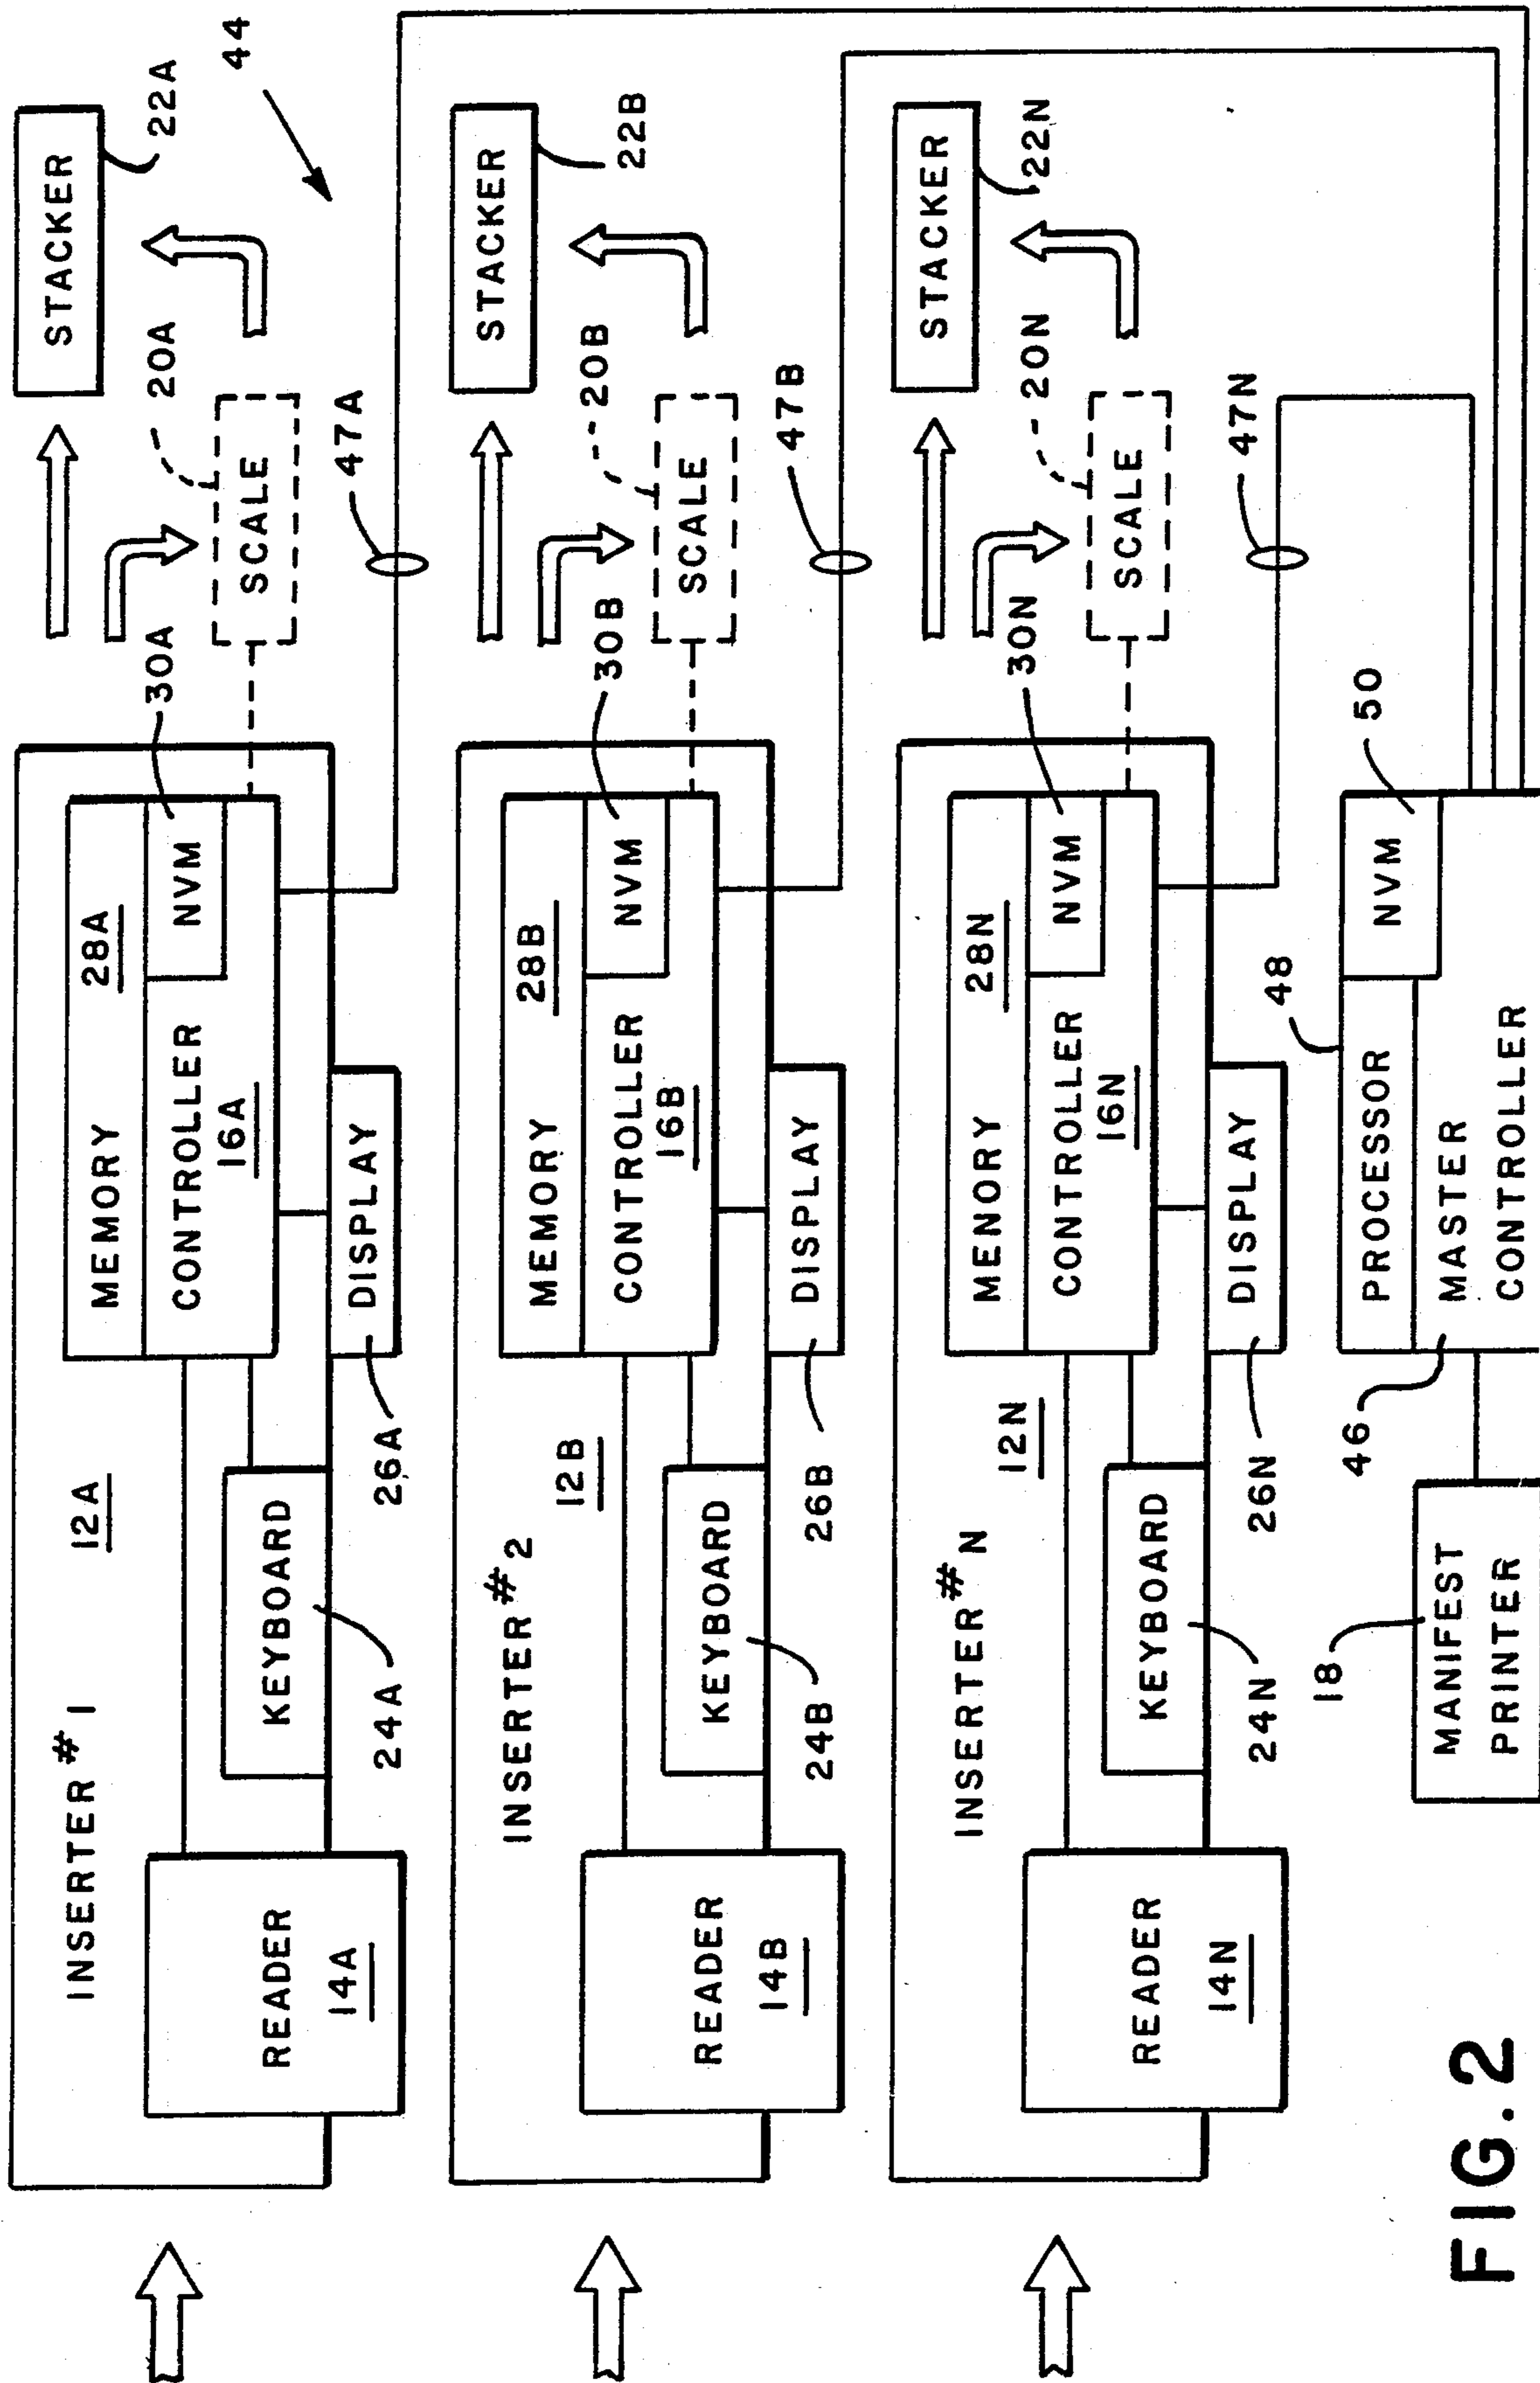 44
INSERTER #1
12A
MEMORY 28A
CONTROLLER
16A
NVM
30A
READER
14A
KEYBOARD
24A
DISPLAY
26A
SCALE
20A
STACKER
22A
47A
INSERTER #2
12B
MEMORY 28B
CONTROLLER
16B
NVM
30B
READER
14B
KEYBOARD
24B
DISPLAY
26B
SCALE
20B
STACKER
22B
47B
INSERTER #N
12N
MENORY 28N
CONTROLLER
16N
NVM
30N
READER
14N
KEYBOARD
24N
DISPLAY
26N
SCALE
20N
STACKER
22N
47N
18
MANIFEST
PRINTER
46
48
PROCESSOR
NVM
50
MASTER
CONTROLLER
FIG. 2